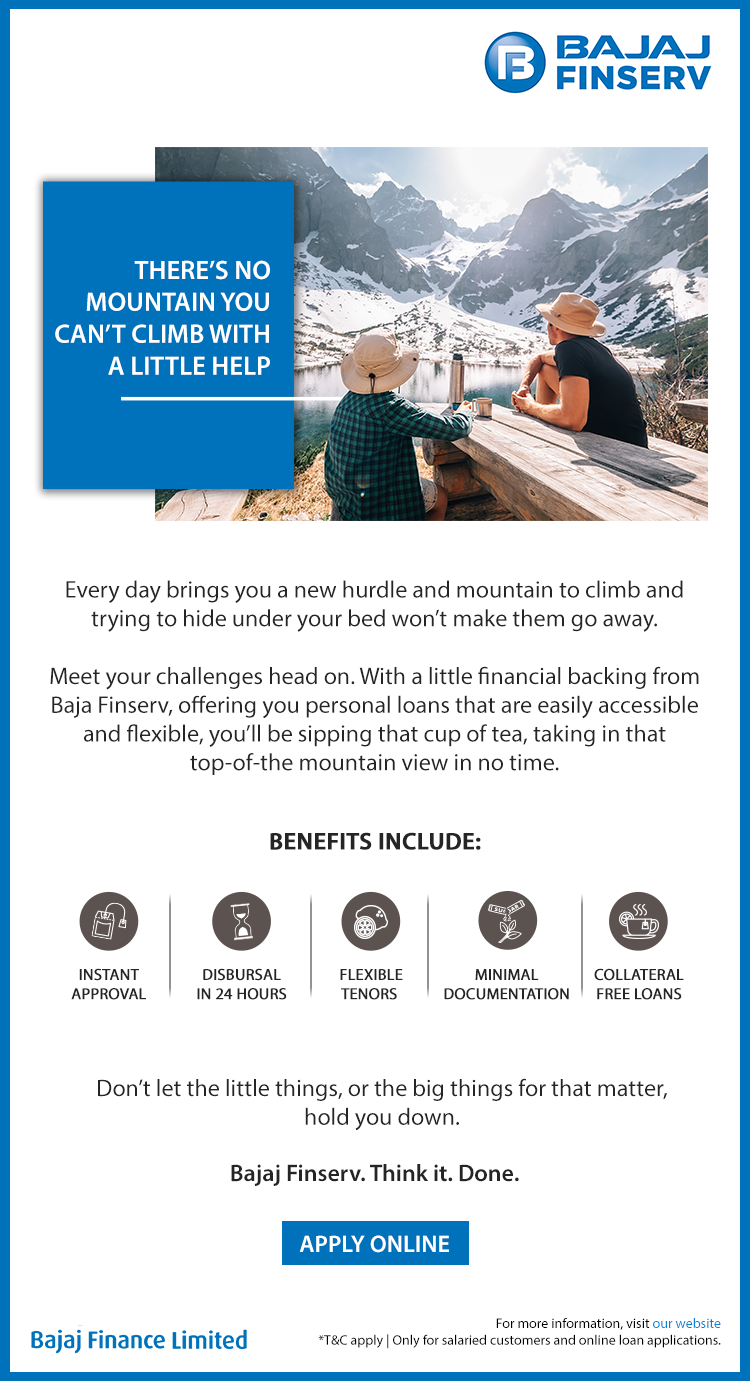 BAJAJ
FINSERV
THERE’S NO
MOUNTAIN YOU
CAN’T CLIMB WITH
A LITTLE HELP
Every day brings you a new hurdle and mountain to climb and
trying to hide under your bed won’t make them go away.
Meet your challenges head on. With a little financial backing from
Baja Finserv, offering you personal loans that are easily accessible
and flexible, you’ll be sipping that cup of tea, taking in that
top-of-the mountain view in no time.
BENEFITS INCLUDE:
SUGAR
INSTANT
APPROVAL
DISBURSAL
IN 24 HOURS
FLEXIBLE
TENORS
MINIMAL
DOCUMENTATION
COLLATERAL
FREE LOANS
Don’t let the little things, or the big things for that matter,
hold you down.
Bajaj Finserv. Think it. Done.
APPLY ONLINE
Bajaj Finance Limited
For more information, visit our website
*T&C apply | Only for salaried customers and online loan applications.